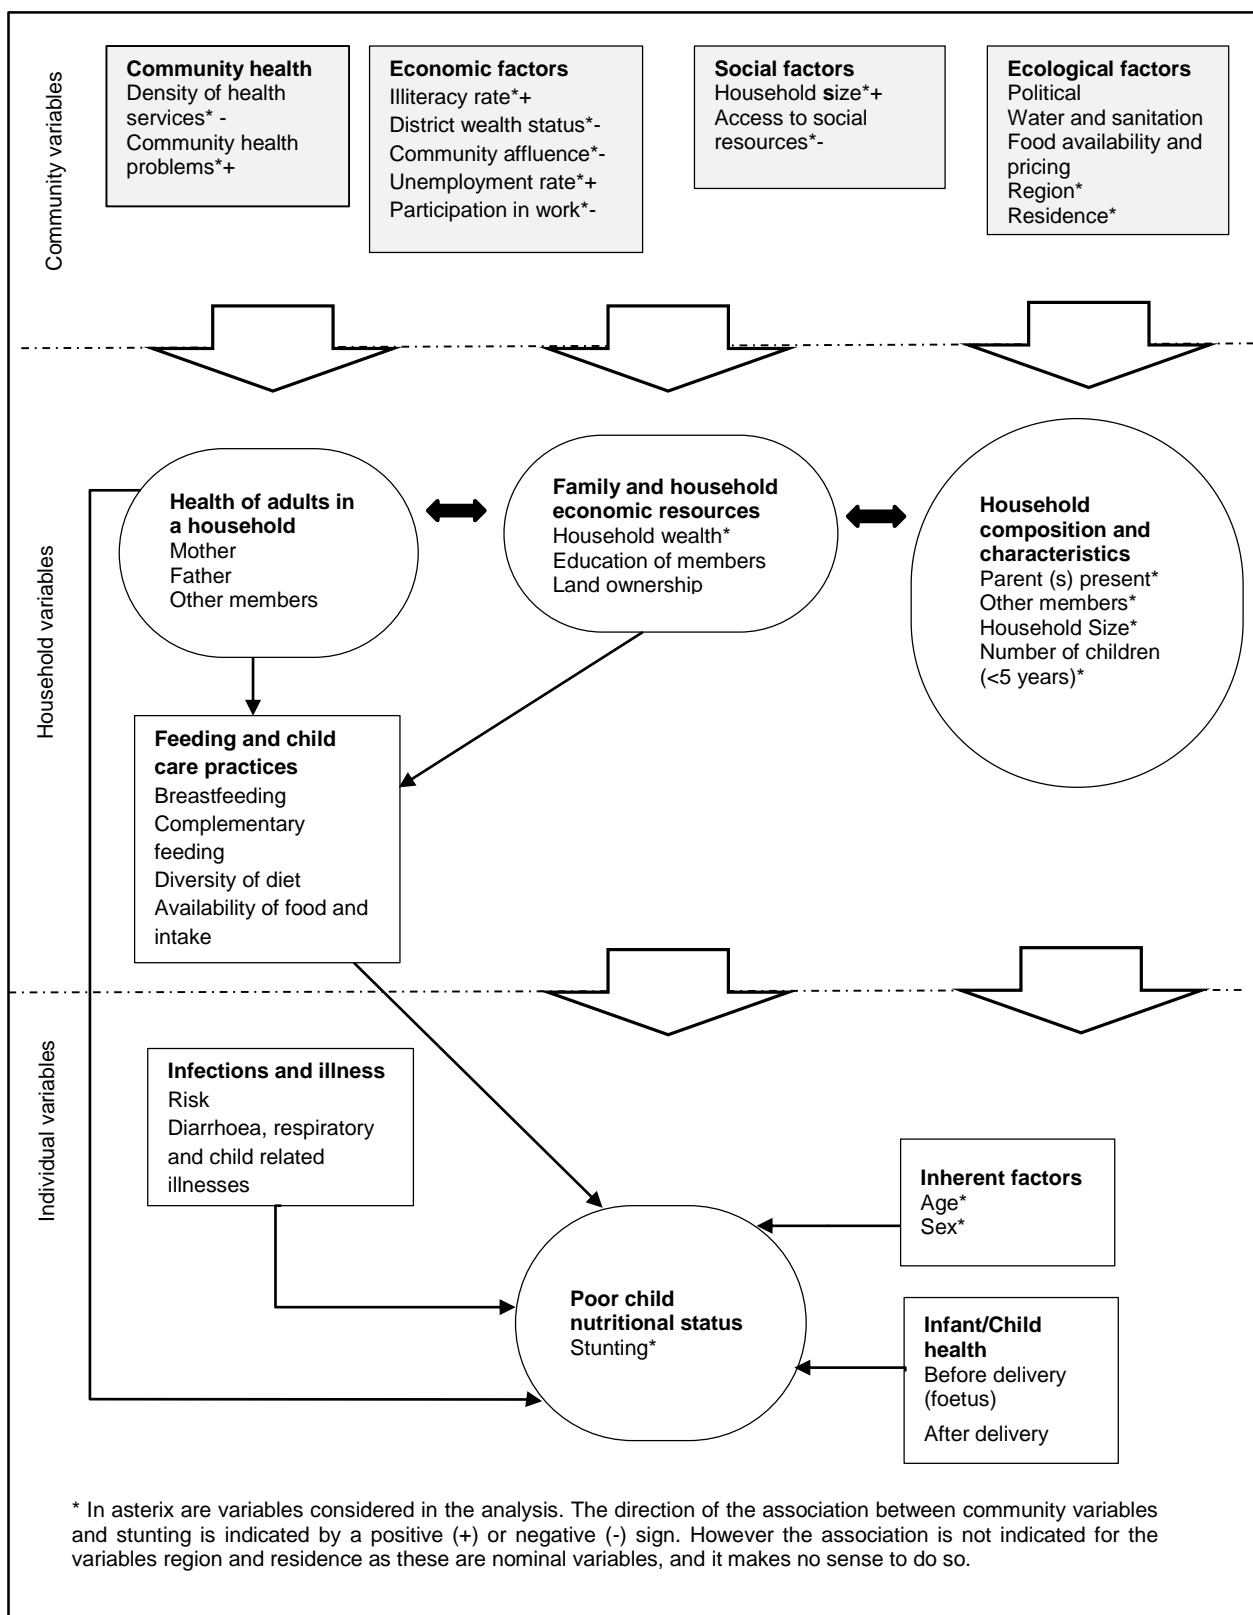 Community variables
Community health
Density of health
services* -
Community health
problems*+
Economic factors
Illiteracy rate*+
District wealth status*-
Community affluence*-
Unemployment rate*+
Participation in work*-
Social factors
Household size*+
Access to social
resources*-
Ecological factors
Political
Water and sanitation
Food availability and
pricing
Region*
Residence*
Household variables
Health of adults in
a household
Mother
Father
Other members
Family and household
economic resources
Household wealth*
Education of members
Land ownership
Household
composition and
characteristics
Parent (s) present*
Other members*
Household Size*
Number of children
(<5 years)*
Feeding and child
care practices
Breastfeeding
Complementary
feeding
Diversity of diet
Availability of food and
intake
Individual variables
Infections and illness
Risk
Diarrhoea, respiratory
and child related
illnesses
Inherent factors
Age*
Sex*
Poor child
nutritional status
Stunting*
Infant/Child
health
Before delivery
(foetus)
After delivery
* In asterix are variables considered in the analysis. The direction of the association between community variables
and stunting is indicated by a positive (+) or negative (-) sign. However the association is not indicated for the
variables region and residence as these are nominal variables, and it makes no sense to do so.